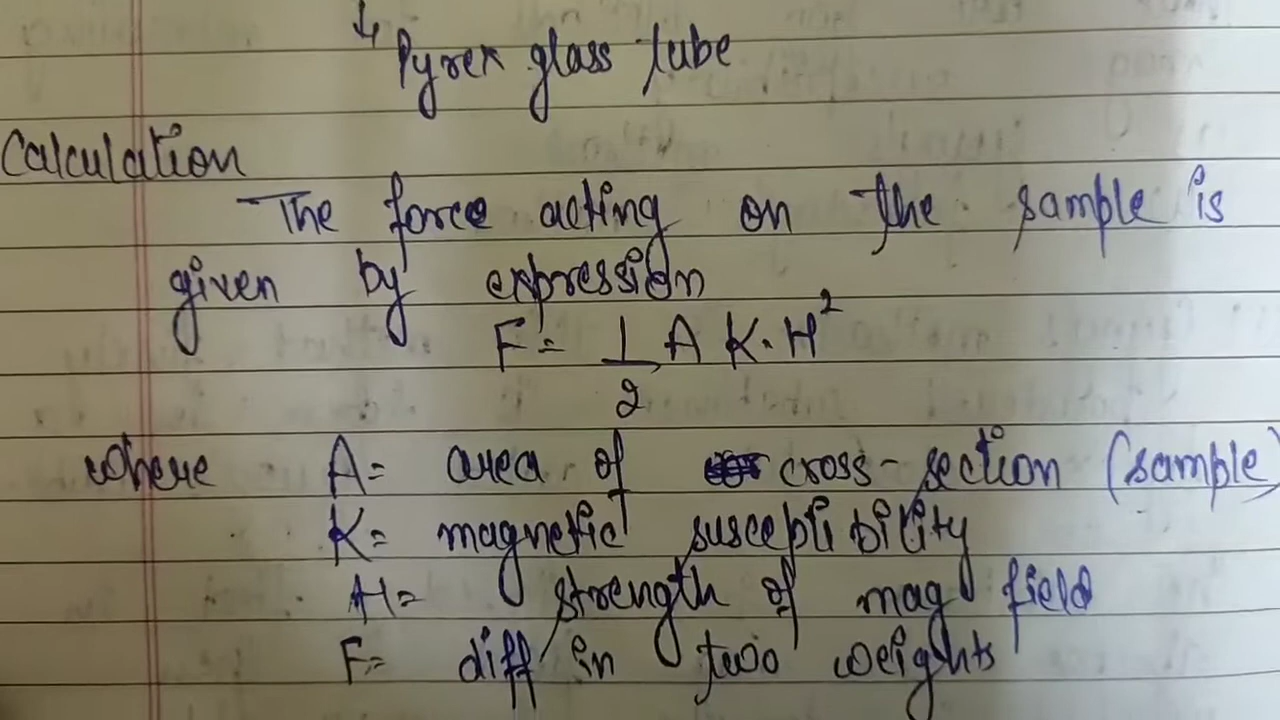 ↳ Pyrex glass tube
Calculation
The force acting on the sample is
given by expression
F = 1/2 A K. H²
where A = area of cross-section (sample)
K = magnetic susceptibility
H = strength of mag field
F = diff in two weights